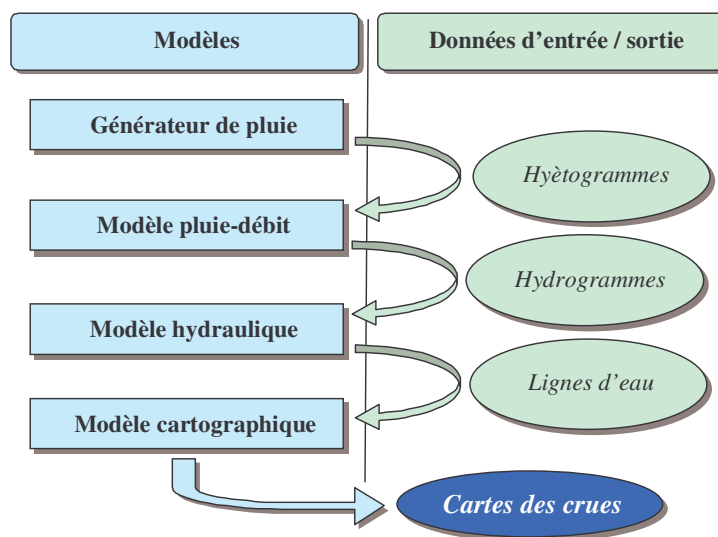 Modèles
Données d'entrée / sortie
Générateur de pluie
Hyètogrammes
Modèle pluie-débit
Hydrogrammes
Modèle hydraulique
Lignes d'eau
Modèle cartographique
Cartes des crues